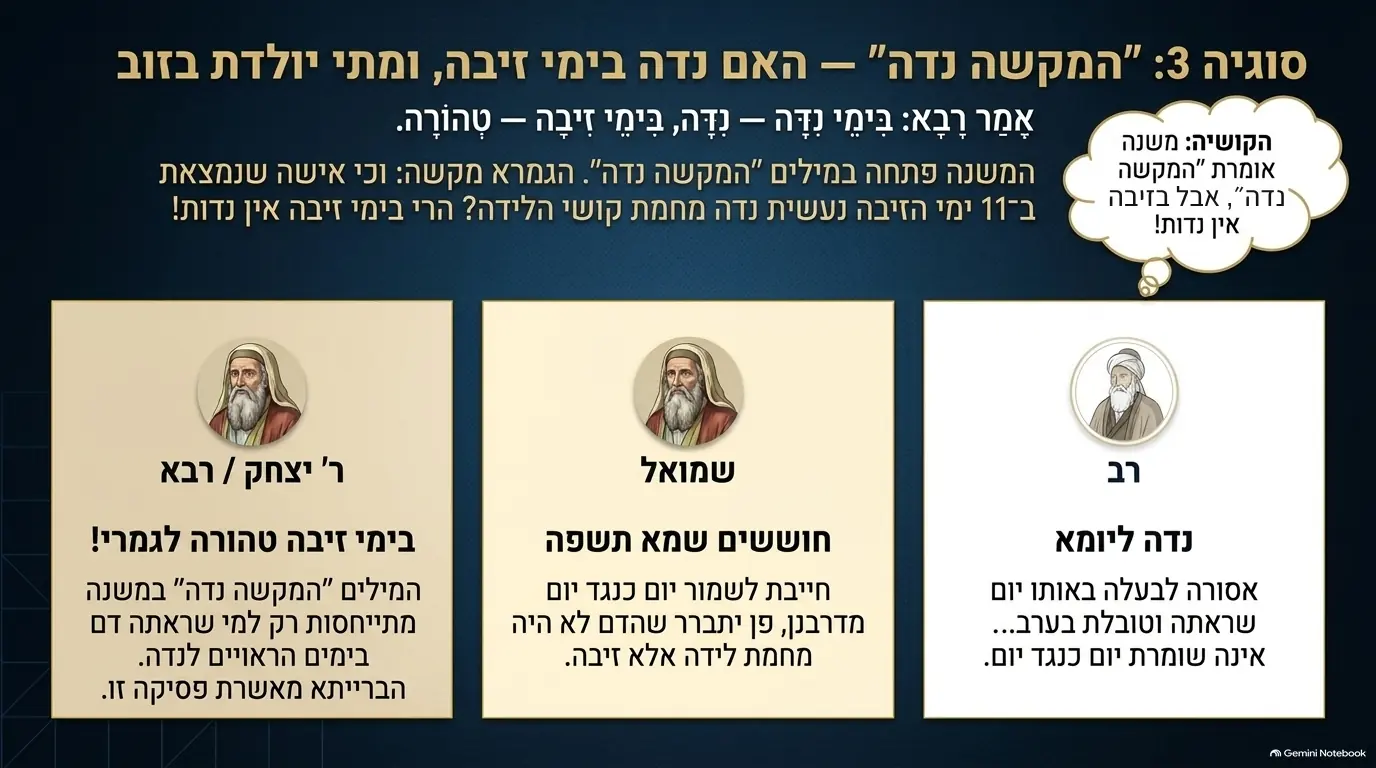 סוגיה 3: "המקשה נדה" — האם נדה בימי זיבה, ומתי יולדת בזוב
אָמַר רָבָא: בִּימֵי נִדָּה — נִדָּה, בִּימֵי זִיבָה — טְהוֹרָה.
המשנה פתחה במילים "המקשה נדה". הגמרא מקשה: וכי אישה שנמצאת
ב־11 ימי הזיבה נעשית נדה מחמת קושי הלידה? הרי בימי זיבה אין נדות!
הקושיה: משנה
אומרת "המקשה
נדה", אבל בזיבה
אין נדות!
רב
נדה ליומא
אסורה לבעלה באותו יום
שראתה וטובלת בערב...
אינה שומרת יום כנגד יום.
שמואל
חוששים שמא תשפה
חייבת לשמור יום כנגד יום
מדרבנן, פן יתברר שהדם לא היה
מחמת לידה אלא זיבה.
ר' יצחק / רבא
בימי זיבה טהורה לגמרי!
המילים "המקשה נדה" במשנה
מתייחסות רק למי שראתה דם
בימים הראויים לנדה.
הברייתא מאשרת פסיקה זו.
Gemini Notebook